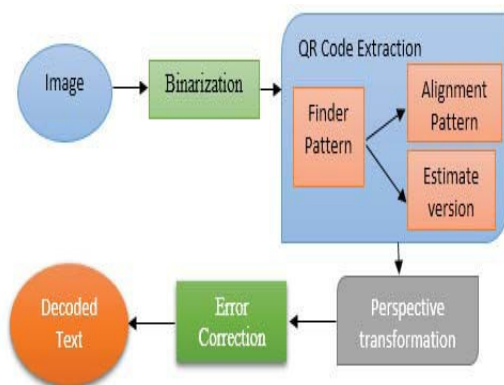 Image
Binarization
QR Code Extraction
Finder
Pattern
Alignment
Pattern
Estimate
version
Perspective
transformation
Error
Correction
Decoded
Text